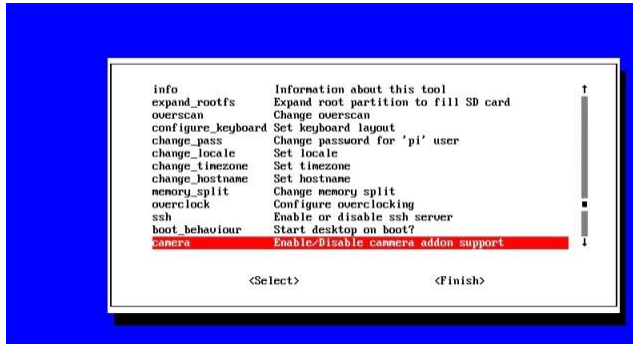 info Information about this tool
expand_rootfs Expand root partition to fill SD card
overscan Change overscan
configure_keyboard Set keyboard layout
change_pass Change password for 'pi' user
change_locale Set locale
change_timezone Set timezone
change_hostname Set hostname
memory_split Change memory split
overclock Configure overclocking
ssh Enable or disable ssh server
boot_behaviour Start desktop on boot?
camera Enable/Disable cammera addon support
<Select> <Finish>